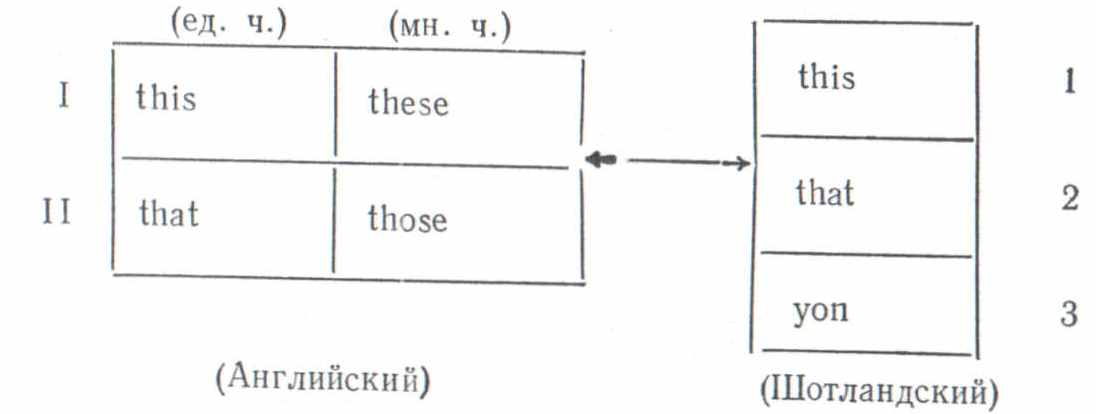 (ед. ч.) (мн. ч.)
I this these
II that those
(Английский)
this 1
that 2
yon 3
(Шотландский)